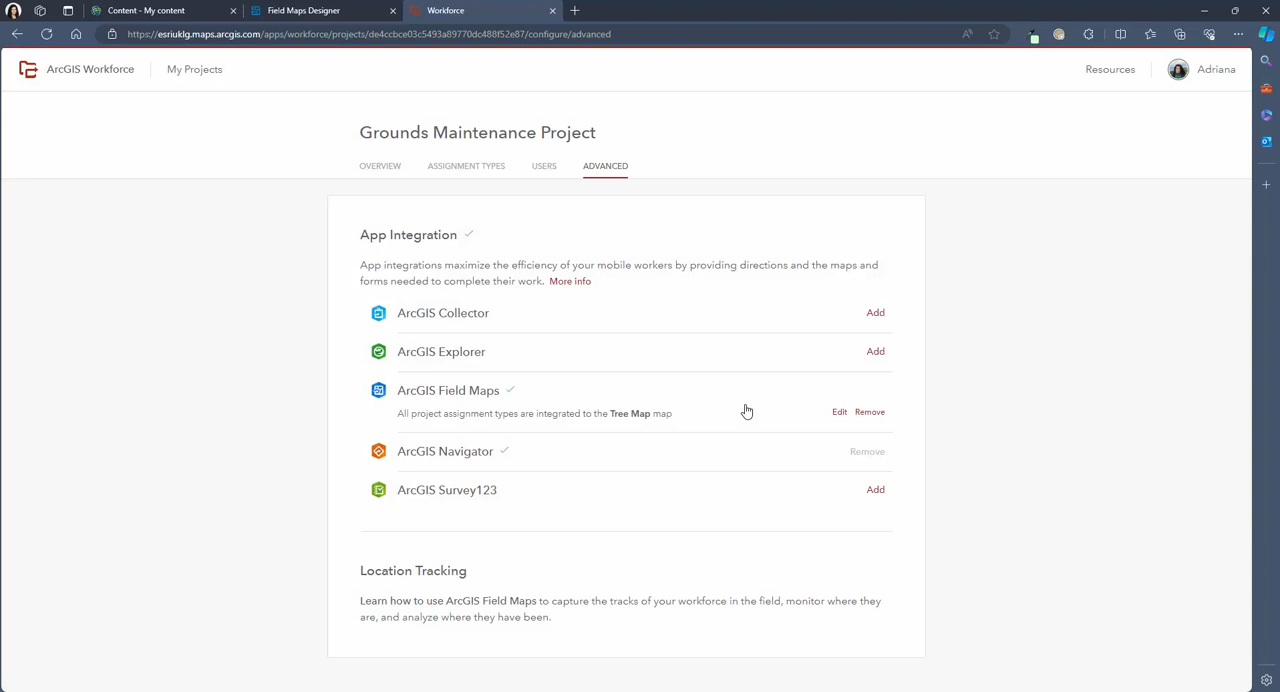 Content - My content
Field Maps Designer
Workforce
https://esriuklg.maps.arcgis.com/apps/workforce/projects/de4ccbce03c5493a89770dc488f52e87/configure/advanced
ArcGIS Workforce
My Projects
Resources
Adriana
Grounds Maintenance Project
OVERVIEW
ASSIGNMENT TYPES
USERS
ADVANCED
App Integration
App integrations maximize the efficiency of your mobile workers by providing directions and the maps and
forms needed to complete their work. More info
ArcGIS Collector
Add
ArcGIS Explorer
Add
ArcGIS Field Maps
All project assignment types are integrated to the Tree Map map
Edit Remove
ArcGIS Navigator
Remove
ArcGIS Survey123
Add
Location Tracking
Learn how to use ArcGIS Field Maps to capture the tracks of your workforce in the field, monitor where they
are, and analyze where they have been.